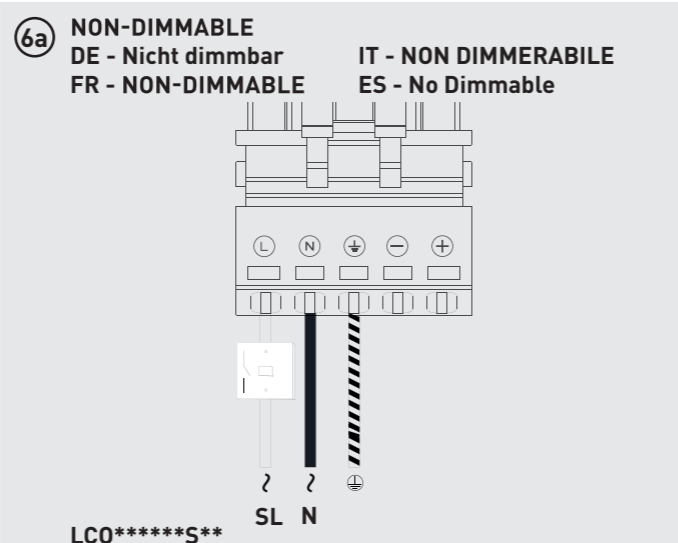 6a NON-DIMMABLE
DE - Nicht dimmbar IT - NON DIMMERABILE
FR - NON-DIMMABLE ES - No Dimmable
L N ⏚ − +
~ ~ ⏚
SL N
LCO******S**